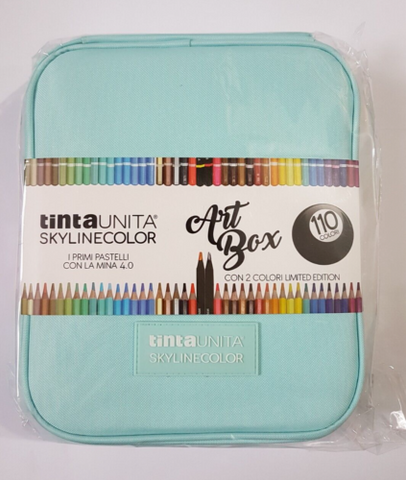 tintaUNITA®
SKYLINECOLOR
I PRIMI PASTELLI
CON LA MINA 4.0
Art
Box
110
COLORI
CON 2 COLORI LIMITED EDITION
tintaUNITA®
SKYLINECOLOR